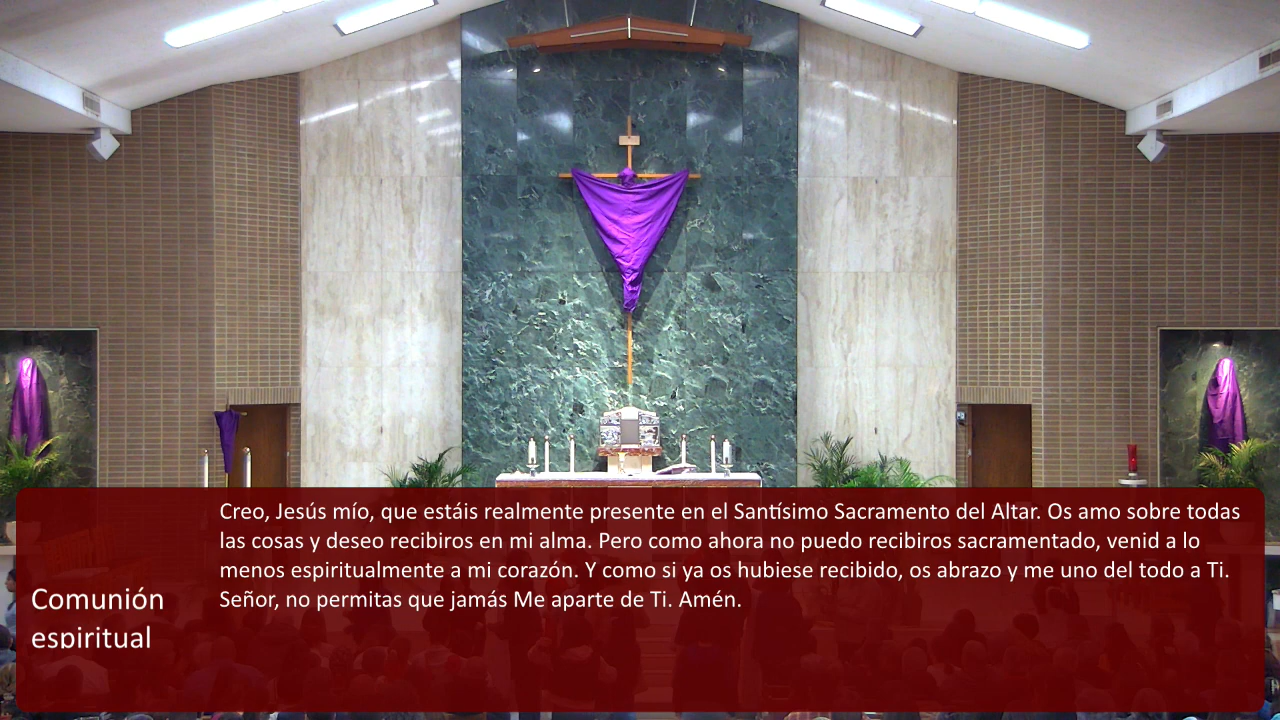 Creo, Jesús mío, que estáis realmente presente en el Santísimo Sacramento del Altar. Os amo sobre todas
las cosas y deseo recibiros en mi alma. Pero como ahora no puedo recibiros sacramentado, venid a lo
menos espiritualmente a mi corazón. Y como si ya os hubiese recibido, os abrazo y me uno del todo a Ti.
Señor, no permitas que jamás Me aparte de Ti. Amén.
Comunión
espiritual